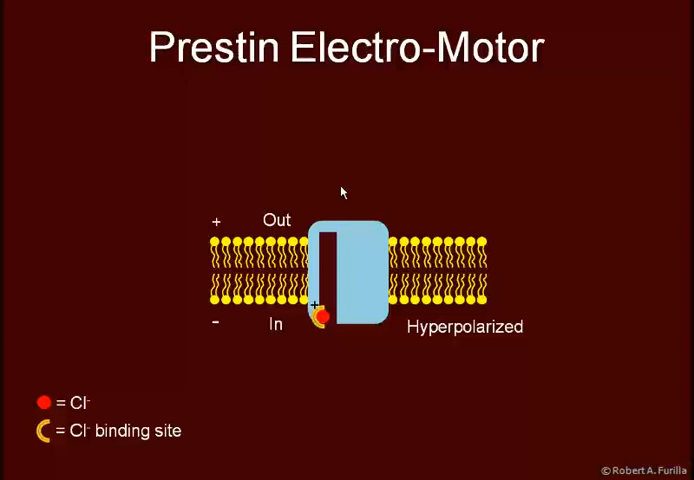 Prestin Electro-Motor
+ Out
+
- In
Hyperpolarized
= Cl⁻
= Cl⁻ binding site
© Robert A. Furilla